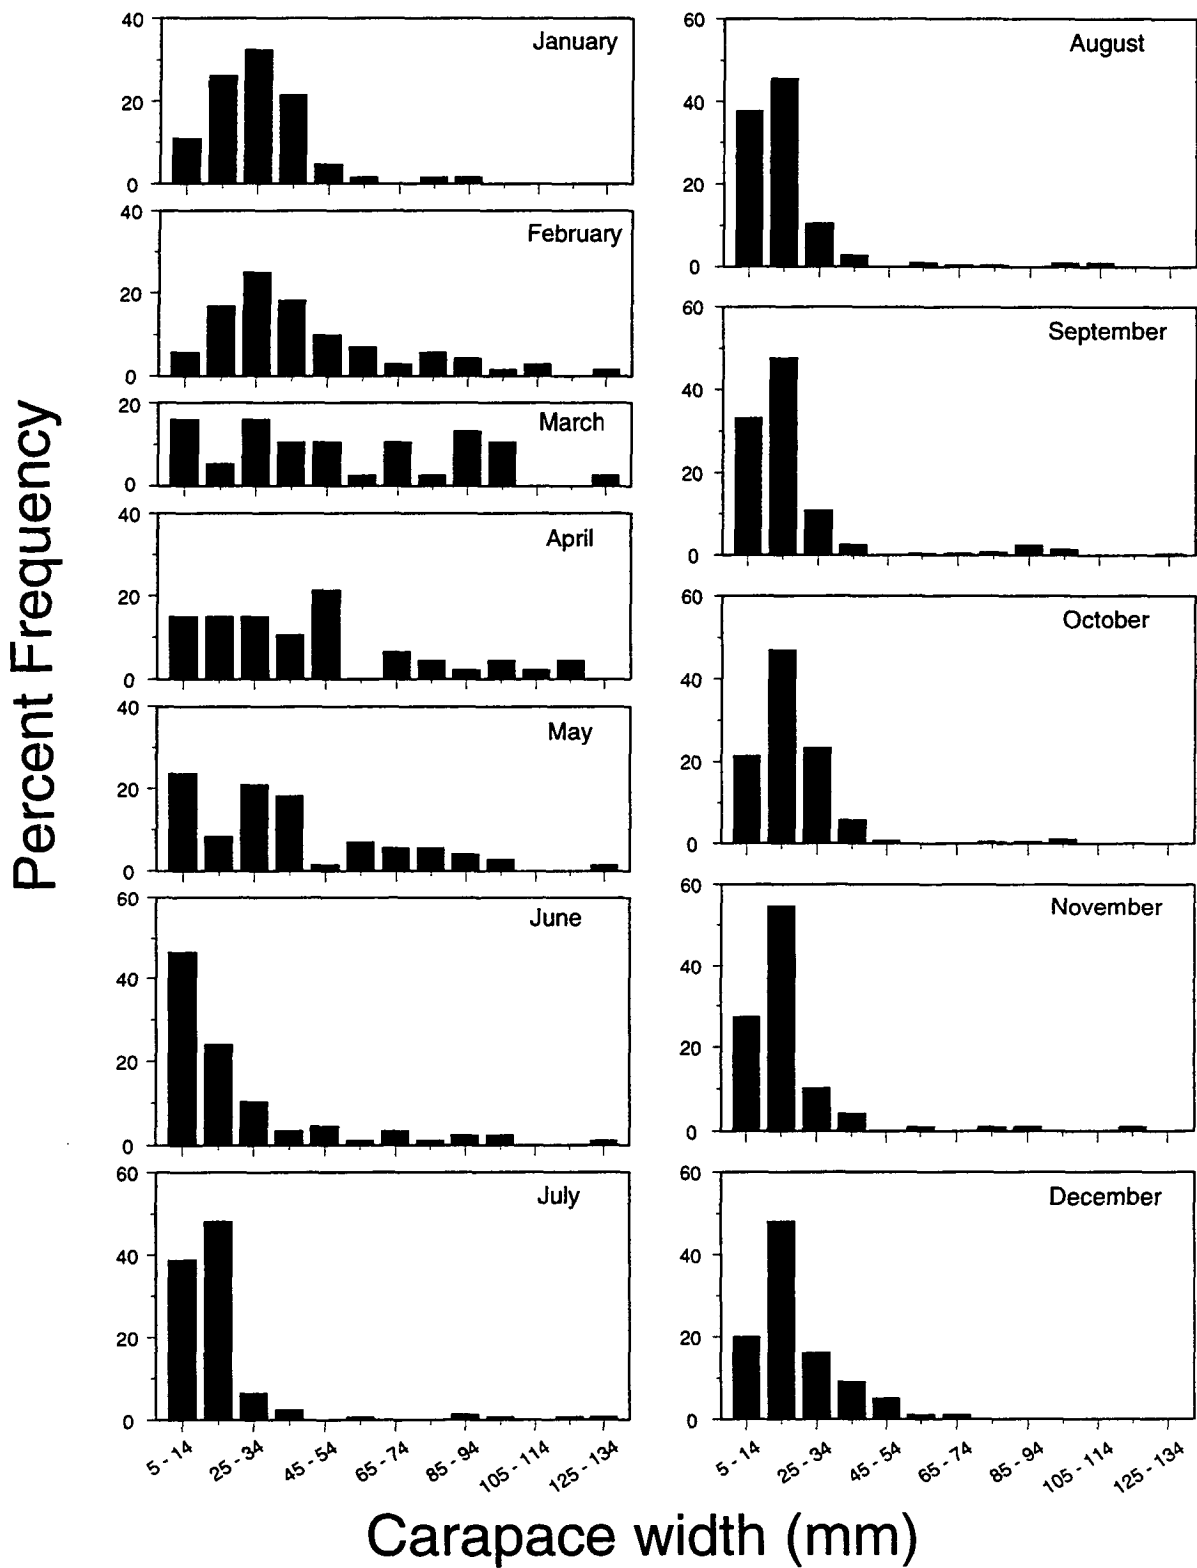 Percent Frequency
40
20
0
January
40
20
0
February
20
0
March
40
20
0
April
40
20
0
May
60
40
20
0
June
60
40
20
0
July
5 - 14
25 - 34
45 - 54
65 - 74
85 - 94
105 - 114
125 - 134
60
40
20
0
August
60
40
20
0
September
60
40
20
0
October
60
40
20
0
November
60
40
20
0
December
5 - 14
25 - 34
45 - 54
65 - 74
85 - 94
105 - 114
125 - 134
Carapace width (mm)